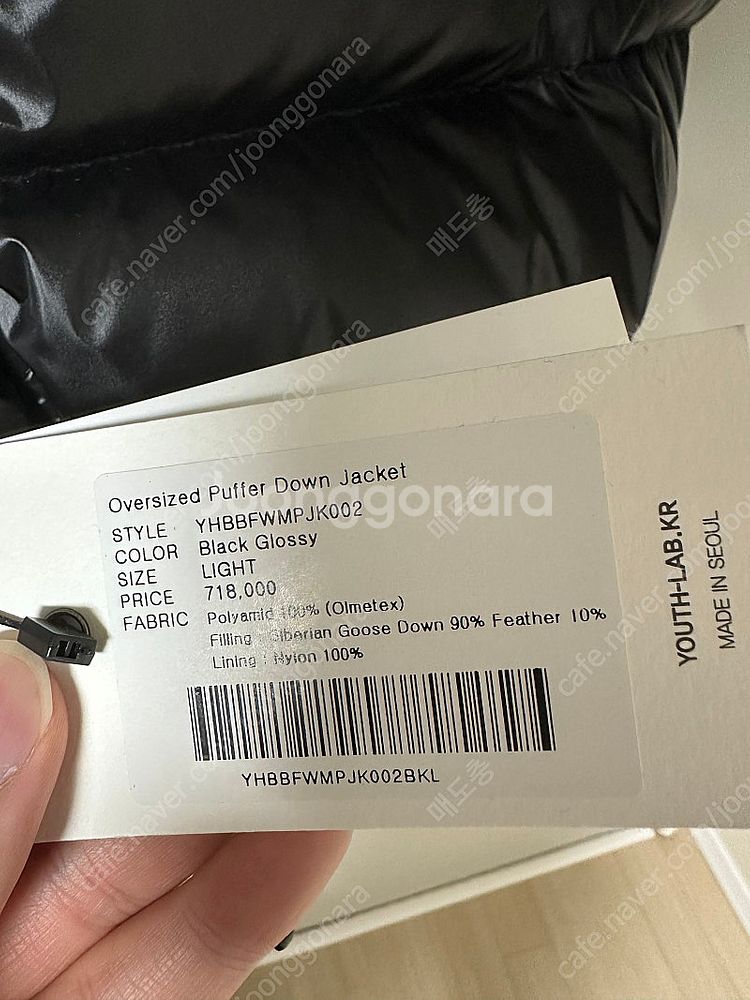 Oversized Puffer Down Jacket
STYLE YHBBFWMPJK002
COLOR Black Glossy
SIZE LIGHT
PRICE 718,000
FABRIC Polyamid 100% (Olmetex)
Filling : Siberian Goose Down 90% Feather 10%
Lining : Nylon 100%
YHBBFWMPJK002BKL
YOUTH-LAB.KR
MADE IN SEOUL
joonggonara
cafe.naver.com/joonggonara
매도춍